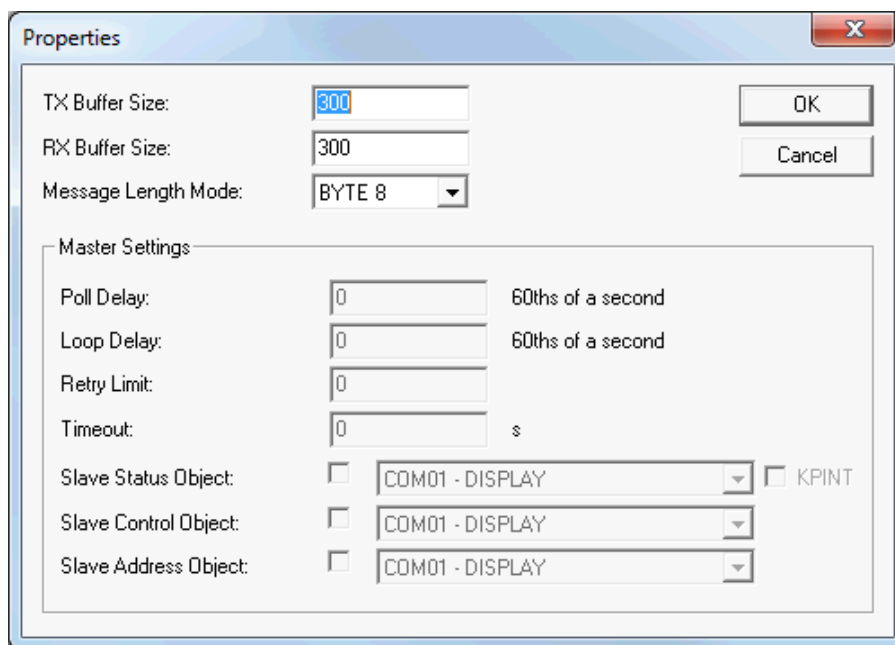 Properties
TX Buffer Size: 300 OK
RX Buffer Size: 300 Cancel
Message Length Mode: BYTE 8
Master Settings
Poll Delay: 0 60ths of a second
Loop Delay: 0 60ths of a second
Retry Limit: 0
Timeout: 0 s
Slave Status Object: COM01 - DISPLAY KPINT
Slave Control Object: COM01 - DISPLAY
Slave Address Object: COM01 - DISPLAY